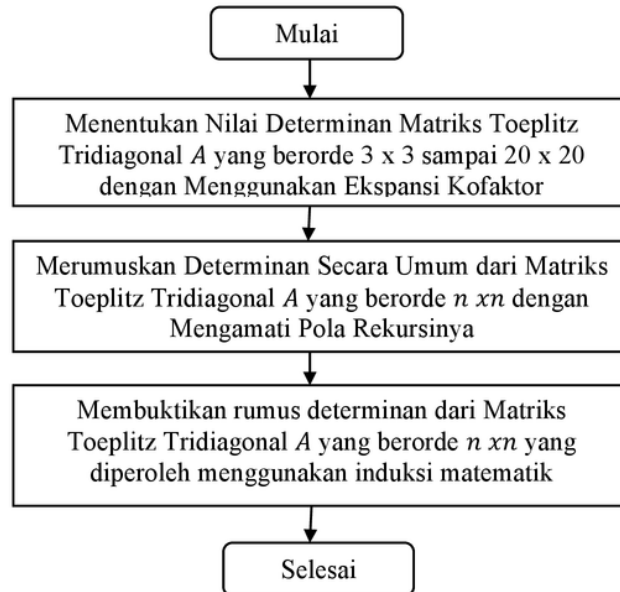 Mulai
Menentukan Nilai Determinan Matriks Toeplitz
Tridiagonal A yang berorde 3 x 3 sampai 20 x 20
dengan Menggunakan Ekspansi Kofaktor
Merumuskan Determinan Secara Umum dari Matriks
Toeplitz Tridiagonal A yang berorde n xn dengan
Mengamati Pola Rekursinya
Membuktikan rumus determinan dari Matriks
Toeplitz Tridiagonal A yang berorde n xn yang
diperoleh menggunakan induksi matematik
Selesai